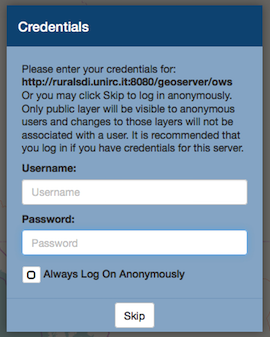 Credentials
Please enter your credentials for:
http://ruralsdi.unirc.it:8080/geoserver/ows
Or you may click Skip to log in anonymously.
Only public layer will be visible to anonymous
users and changes to those layers will not be
associated with a user. It is recommended that
you log in if you have credentials for this server.
Username:
Username
Password:
Password
Always Log On Anonymously
Skip